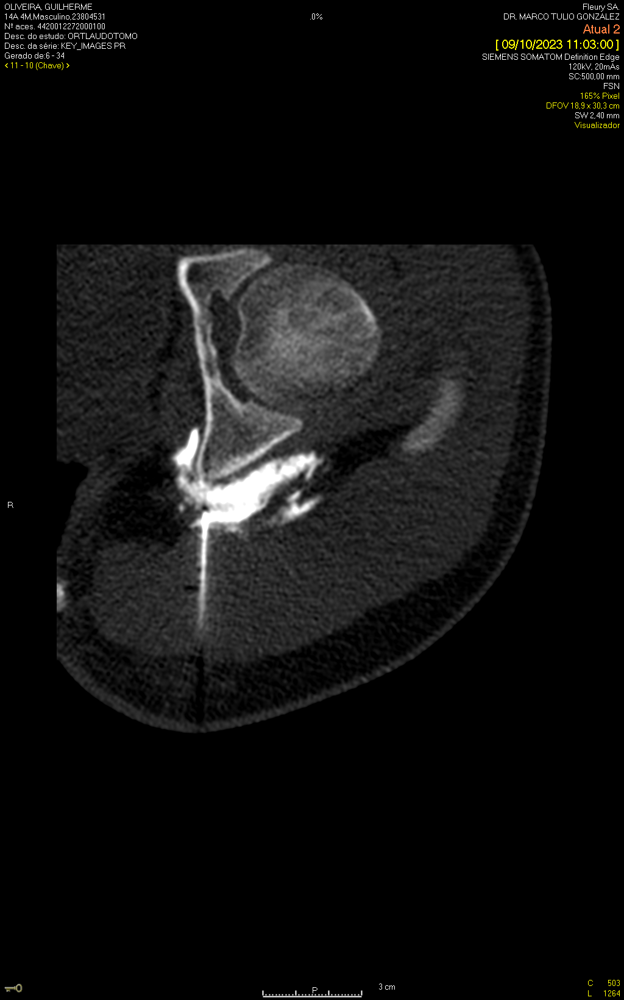 OLIVEIRA, GUILHERME
14A 4M,Masculino,23804531
Nº aces. 4420012272000100
Desc. do estudo: ORTLAUDOTOMO
Desc. da série: KEY_IMAGES PR
Gerado de:6 - 34
< 11 - 10 (Chave) >
.0%
Fleury SA.
DR. MARCO TULIO GONZALEZ
Atual 2
[ 09/10/2023 11:03:00 ]
SIEMENS SOMATOM Definition Edge
120kV, 20mAs
SC:500,00 mm
FSN
165% Pixel
DFOV 18,9 x 30,3 cm
SW 2,40 mm
Visualizador
R
P
3 cm
C 503
L 1264